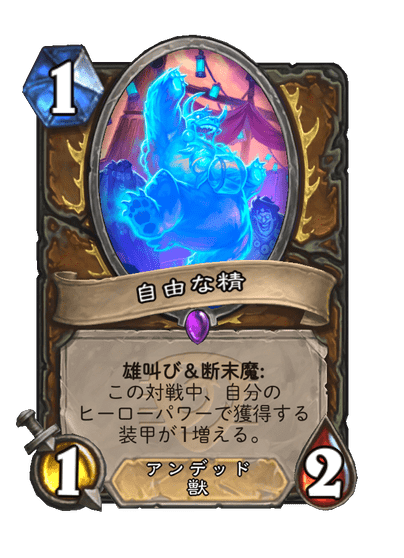 1
自由な精
雄叫び&断末魔:
この対戦中、自分の
ヒーローパワーで獲得する
装甲が1増える。
アンデッド
獣
1
2